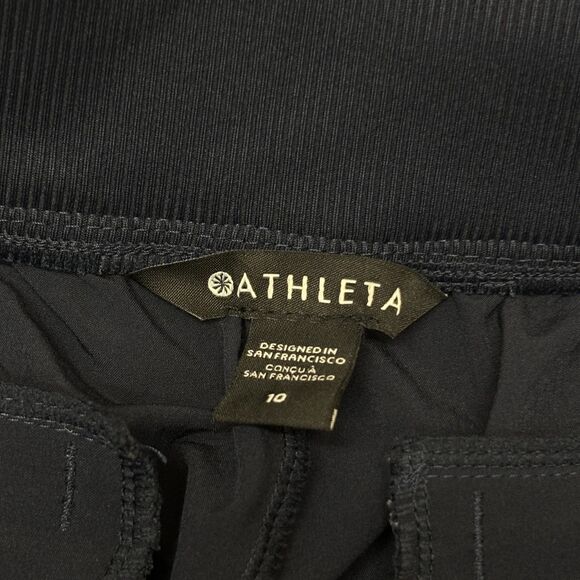 ATHLETA
DESIGNED IN
SAN FRANCISCO
CONÇU À
SAN FRANCISCO
10